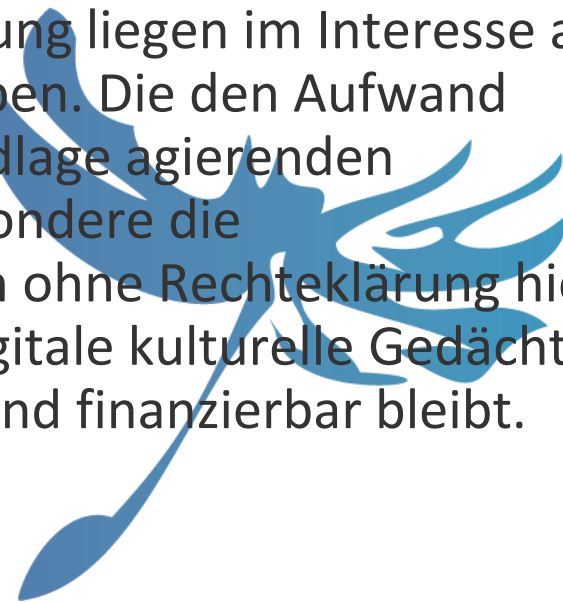 ung liegen im Interesse a
ben. Die den Aufwand
dlage agierenden
ondere die
n ohne Rechteklärung hie
gitale kulturelle Gedächt
nd finanzierbar bleibt.